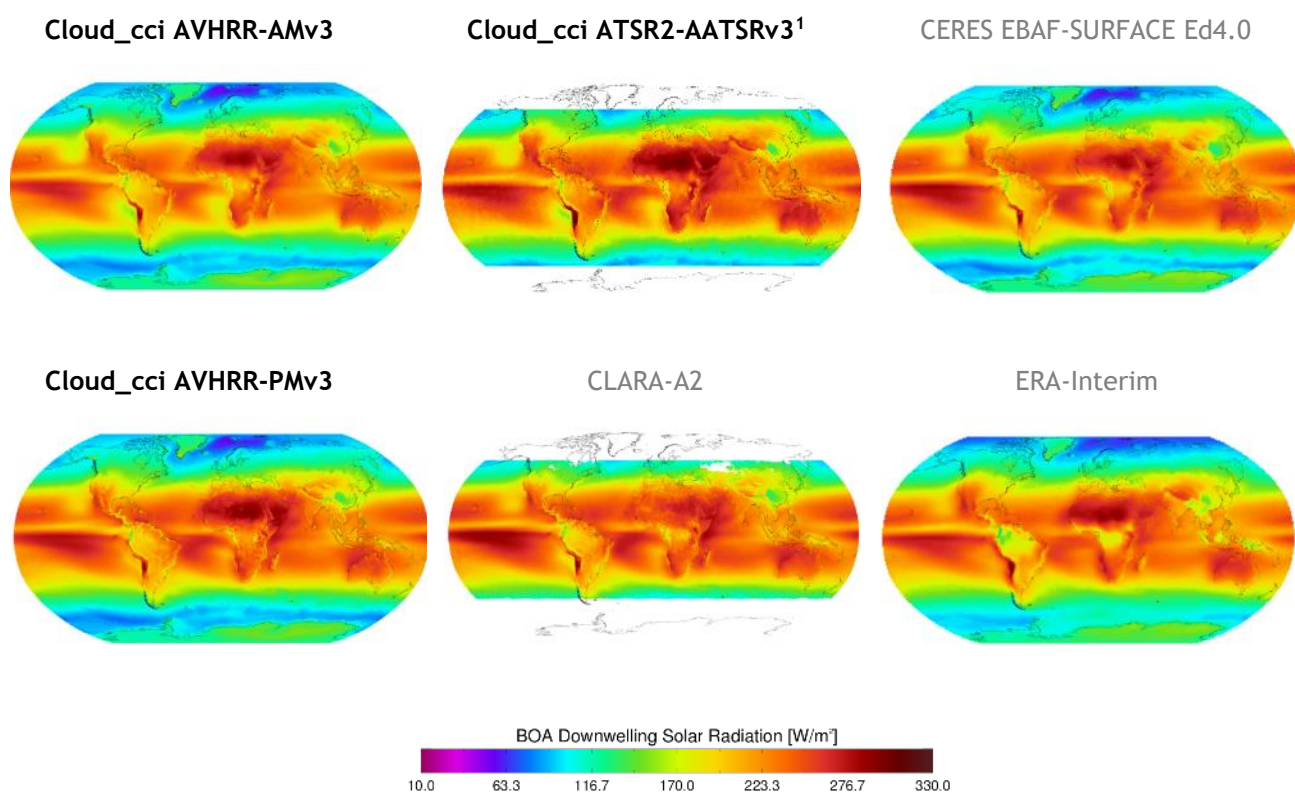 Cloud_cci AVHRR-AMv3 Cloud_cci ATSR2-AATSRv3¹ CERES EBAF-SURFACE Ed4.0
Cloud_cci AVHRR-PMv3 CLARA-A2 ERA-Interim
BOA Downwelling Solar Radiation [W/m²]
10.0 63.3 116.7 170.0 223.3 276.7 330.0